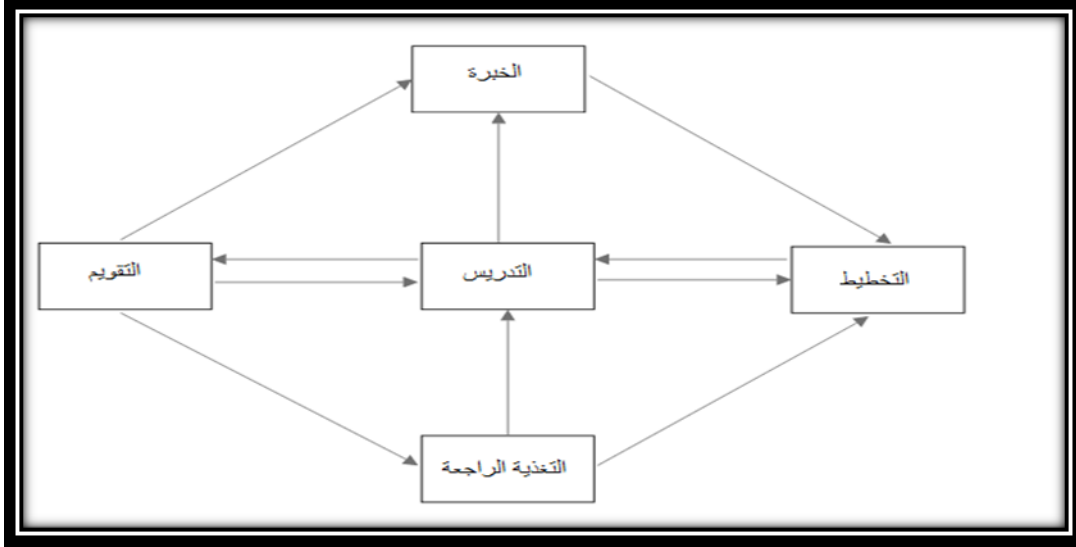 الخبرة
التخطيط
التدريس
التقويم
التغذية الراجعة